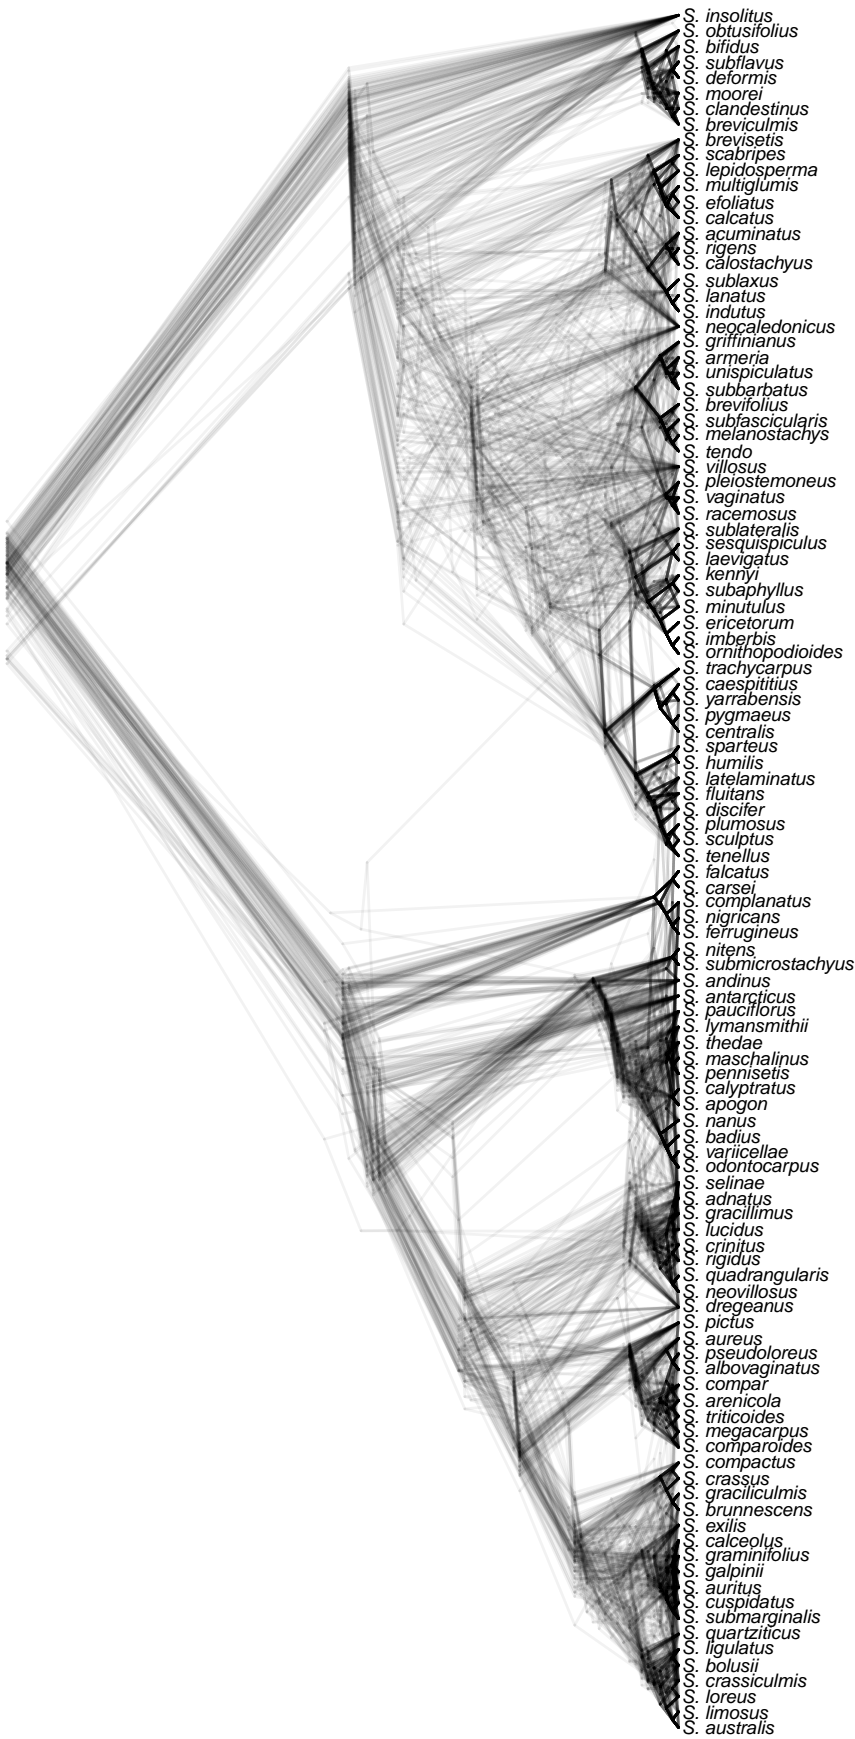 S. insolitus
S. obtusifolius
S. bifidus
S. subflavus
S. deformis
S. moorei
S. clandestinus
S. breviculmis
S. brevisetis
S. scabripes
S. lepidosperma
S. multiglumis
S. efoliatus
S. calcatus
S. acuminatus
S. rigens
S. calostachyus
S. sublaxus
S. lanatus
S. indutus
S. neocaledonicus
S. griffinianus
S. armeria
S. unispiculatus
S. subbarbatus
S. brevifolius
S. subfascicularis
S. melanostachys
S. tendo
S. villosus
S. pleiostemoneus
S. vaginatus
S. racemosus
S. sublateralis
S. sesquispiculus
S. laevigatus
S. kennyi
S. subaphyllus
S. minutulus
S. ericetorum
S. imberbis
S. ornithopodioides
S. trachycarpus
S. caespititius
S. yarrabensis
S. pygmaeus
S. centralis
S. sparteus
S. humilis
S. latelaminatus
S. fluitans
S. discifer
S. plumosus
S. sculptus
S. tenellus
S. falcatus
S. carsei
S. complanatus
S. nigricans
S. ferrugineus
S. nitens
S. submicrostachyus
S. andinus
S. antarcticus
S. pauciflorus
S. lymansmithii
S. thedae
S. maschalinus
S. pennisetis
S. calyptratus
S. apogon
S. nanus
S. badius
S. variicellae
S. odontocarpus
S. selinae
S. adnatus
S. gracillimus
S. lucidus
S. crinitus
S. rigidus
S. quadrangularis
S. neovillosus
S. dregeanus
S. pictus
S. aureus
S. pseudoloreus
S. albovaginatus
S. compar
S. arenicola
S. triticoides
S. megacarpus
S. comparoides
S. compactus
S. crassus
S. graciliculmis
S. brunnescens
S. exilis
S. calceolus
S. graminifolius
S. galpinii
S. auritus
S. cuspidatus
S. submarginalis
S. quartziticus
S. ligulatus
S. bolusii
S. crassiculmis
S. loreus
S. limosus
S. australis